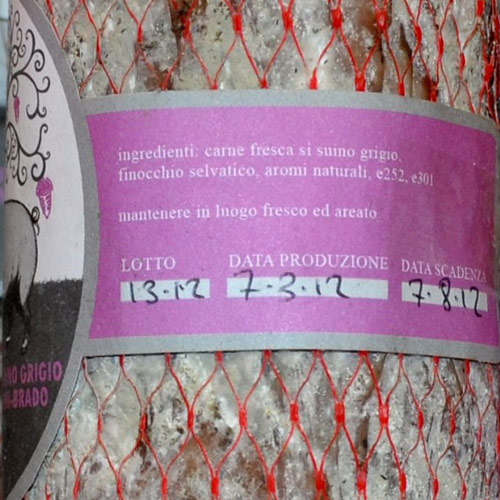 ingredienti: carne fresca si suino grigio,
finocchio selvatico, aromi naturali, e252, e301
mantenere in luogo fresco ed areato
LOTTO DATA PRODUZIONE DATA SCADENZA
13.12 7.3.12 7.8.12
GRIGIO
BRADO